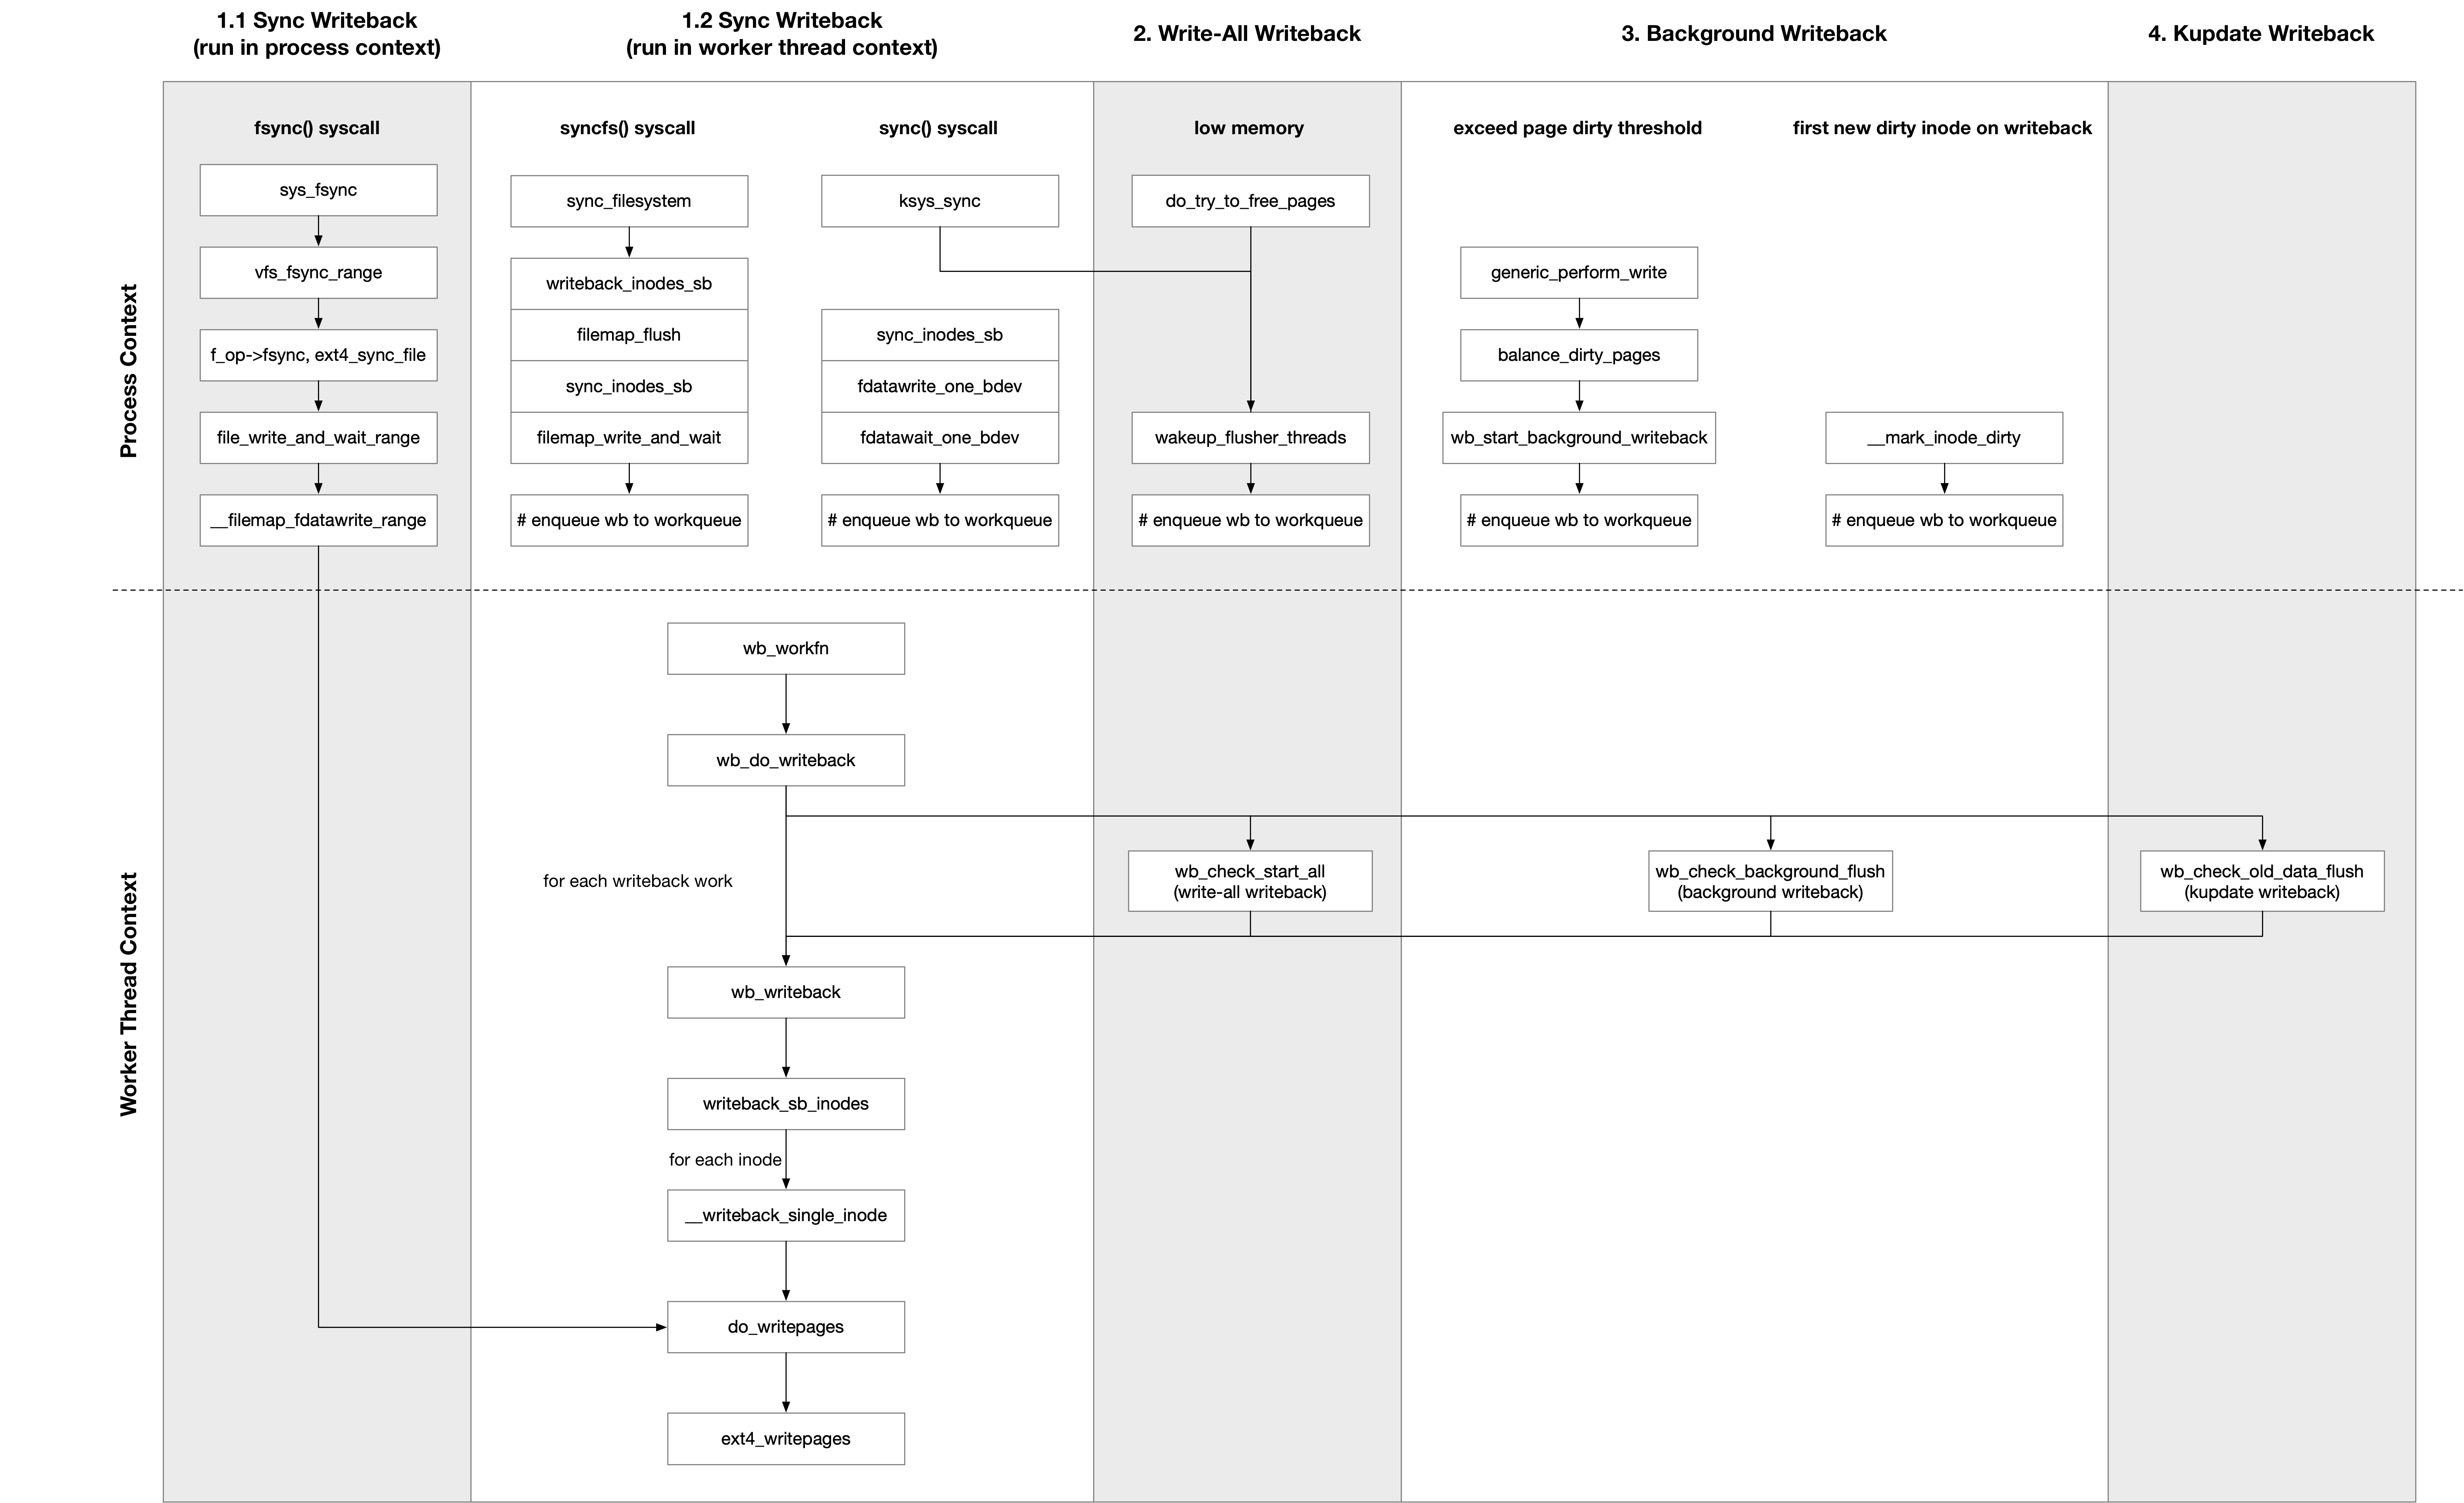 1.1 Sync Writeback
(run in process context)
1.2 Sync Writeback
(run in worker thread context)
2. Write-All Writeback
3. Background Writeback
4. Kupdate Writeback
Process Context
fsync() syscall
sys_fsync
vfs_fsync_range
f_op->fsync, ext4_sync_file
file_write_and_wait_range
__filemap_fdatawrite_range
syncfs() syscall
sync_filesystem
writeback_inodes_sb
filemap_flush
sync_inodes_sb
filemap_write_and_wait
# enqueue wb to workqueue
sync() syscall
ksys_sync
sync_inodes_sb
fdatawrite_one_bdev
fdatawait_one_bdev
# enqueue wb to workqueue
low memory
do_try_to_free_pages
wakeup_flusher_threads
# enqueue wb to workqueue
exceed page dirty threshold
generic_perform_write
balance_dirty_pages
wb_start_background_writeback
# enqueue wb to workqueue
first new dirty inode on writeback
__mark_inode_dirty
# enqueue wb to workqueue
Worker Thread Context
wb_workfn
wb_do_writeback
for each writeback work
wb_check_start_all
(write-all writeback)
wb_check_background_flush
(background writeback)
wb_check_old_data_flush
(kupdate writeback)
wb_writeback
writeback_sb_inodes
for each inode
__writeback_single_inode
do_writepages
ext4_writepages